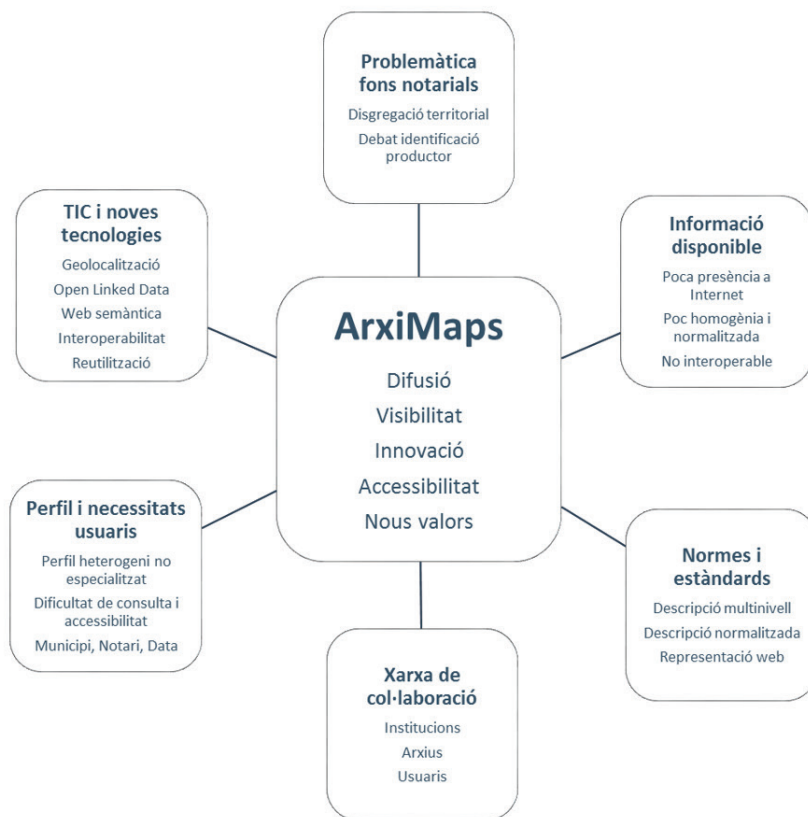 Problemàtica
fons notarials
Disgregació territorial
Debat identificació
productor
TIC i noves
tecnologies
Geolocalització
Open Linked Data
Web semàntica
Interoperabilitat
Reutilització
Informació
disponible
Poca presència a
Internet
Poc homogènia i
normalitzada
No interoperable
ArxiMaps
Difusió
Visibilitat
Innovació
Accessibilitat
Nous valors
Perfil i necessitats
usuaris
Perfil heterogeni no
especialitzat
Dificultat de consulta i
accessibilitat
Municipi, Notari, Data
Normes i
estàndards
Descripció multinivell
Descripció normalitzada
Representació web
Xarxa de
col·laboració
Institucions
Arxius
Usuaris